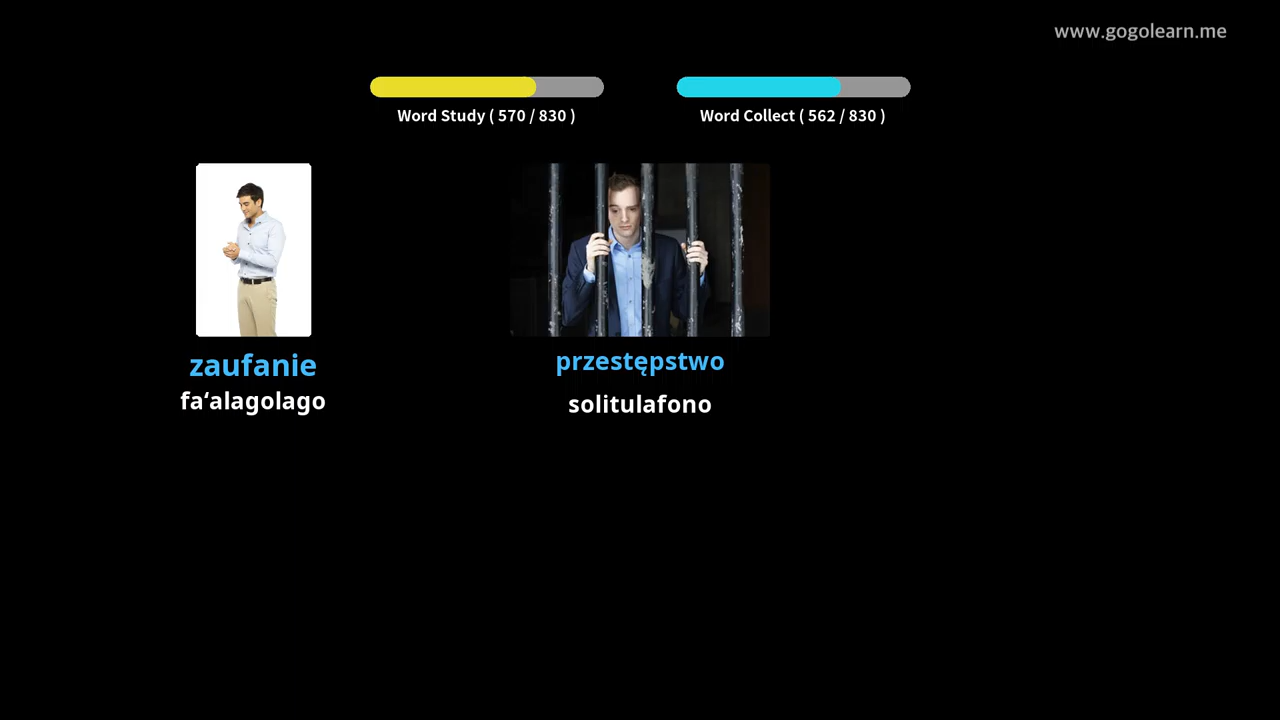 www.gogolearn.me
Word Study ( 570 / 830 )
Word Collect ( 562 / 830 )
zaufanie
fa‘alagolago
przestępstwo
solitulafono